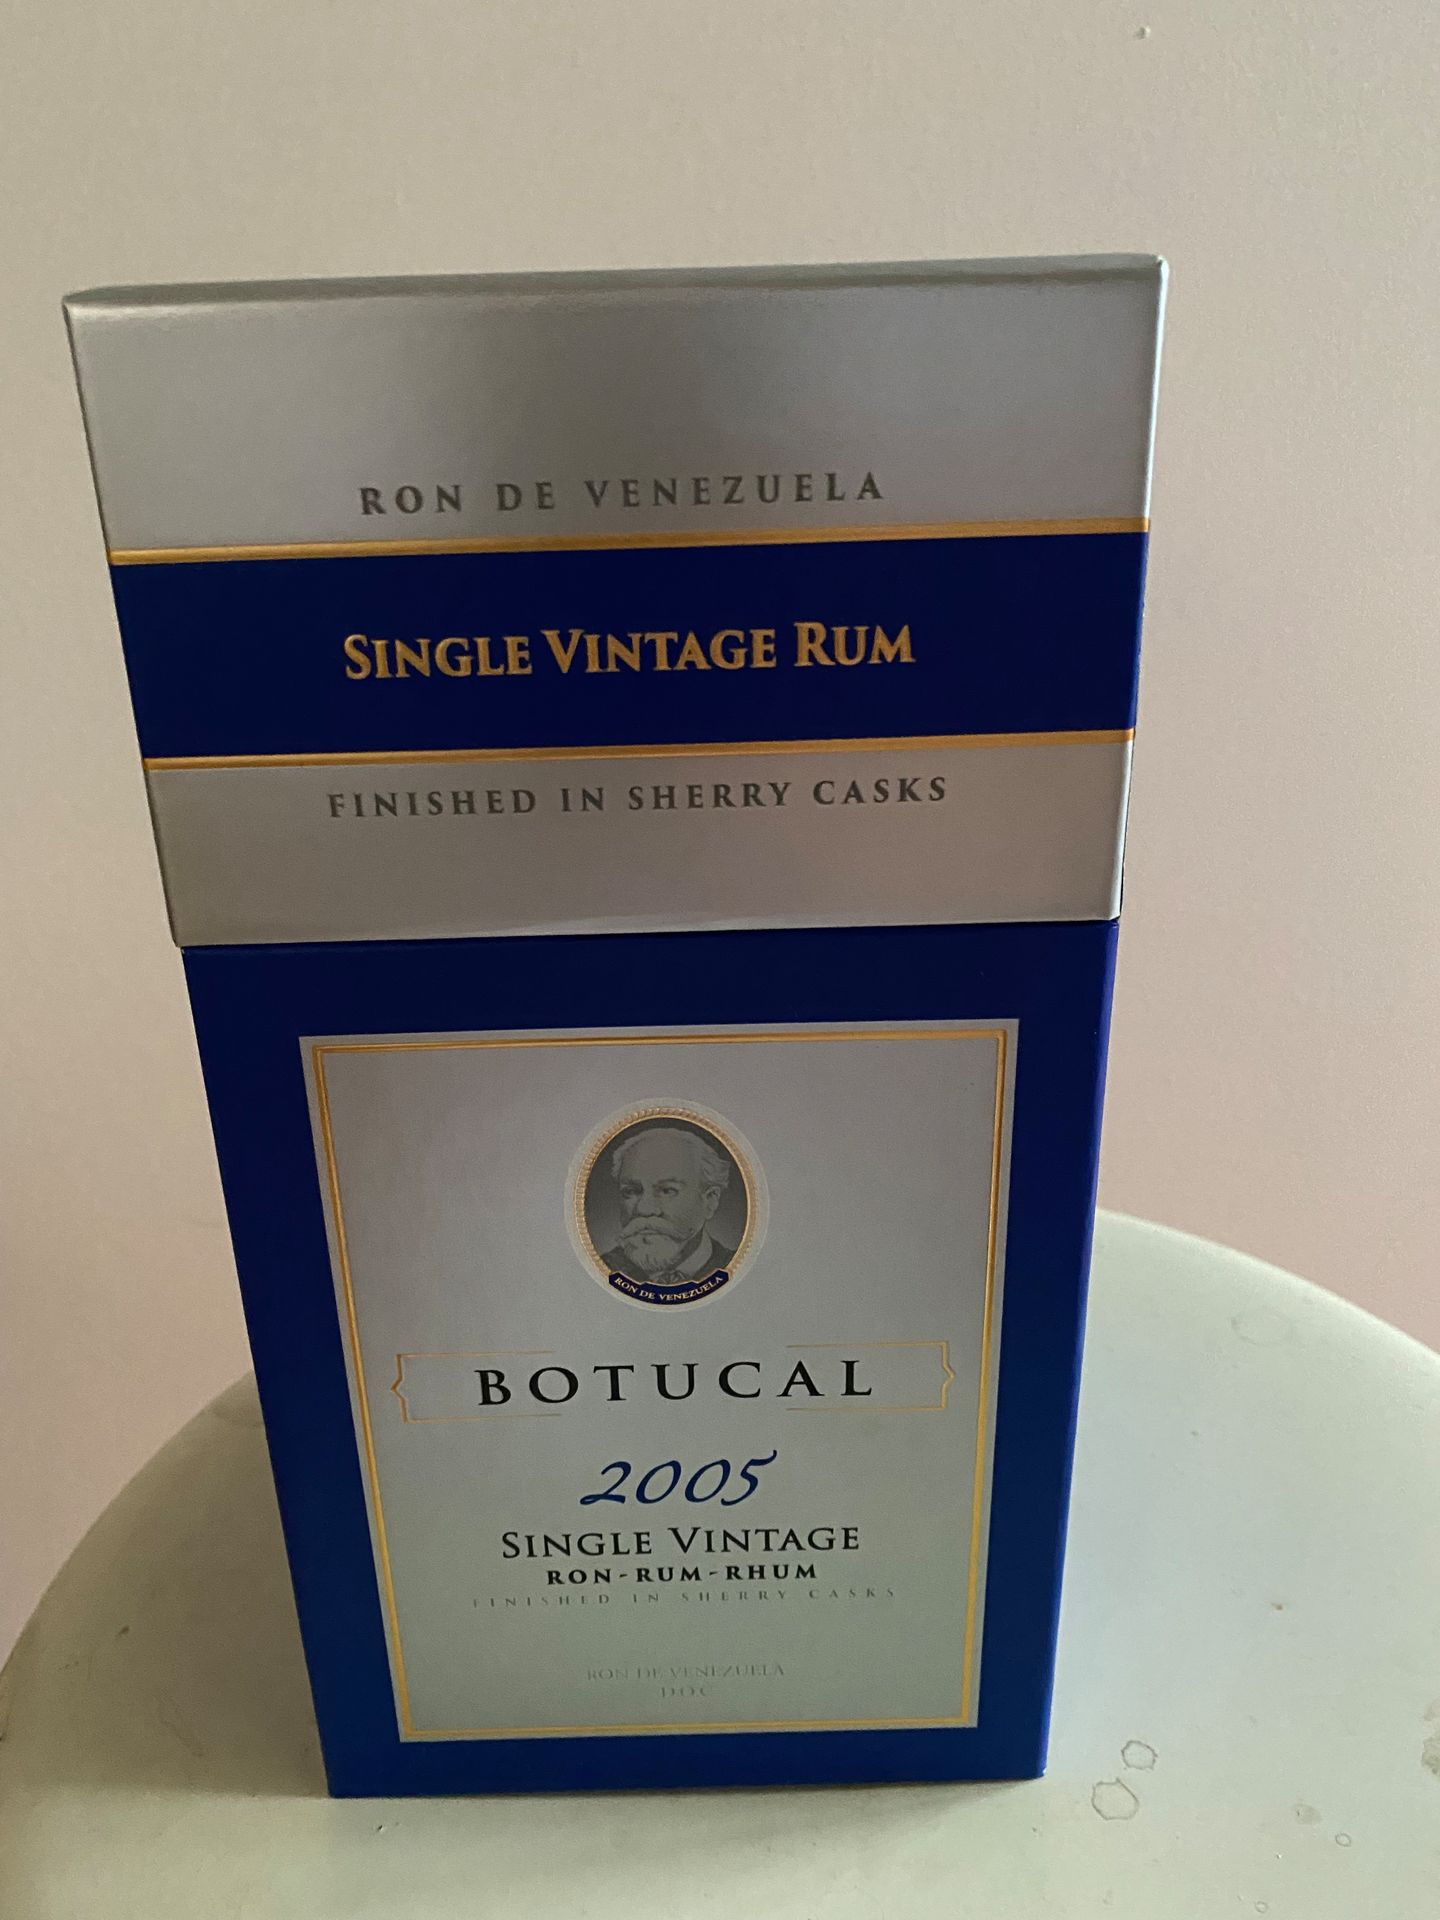 RON DE VENEZUELA
SINGLE VINTAGE RUM
FINISHED IN SHERRY CASKS
RON DE VENEZUELA
BOTUCAL
2005
SINGLE VINTAGE
RON-RUM-RHUM
FINISHED IN SHERRY CASKS
RON DE VENEZUELA
DOC